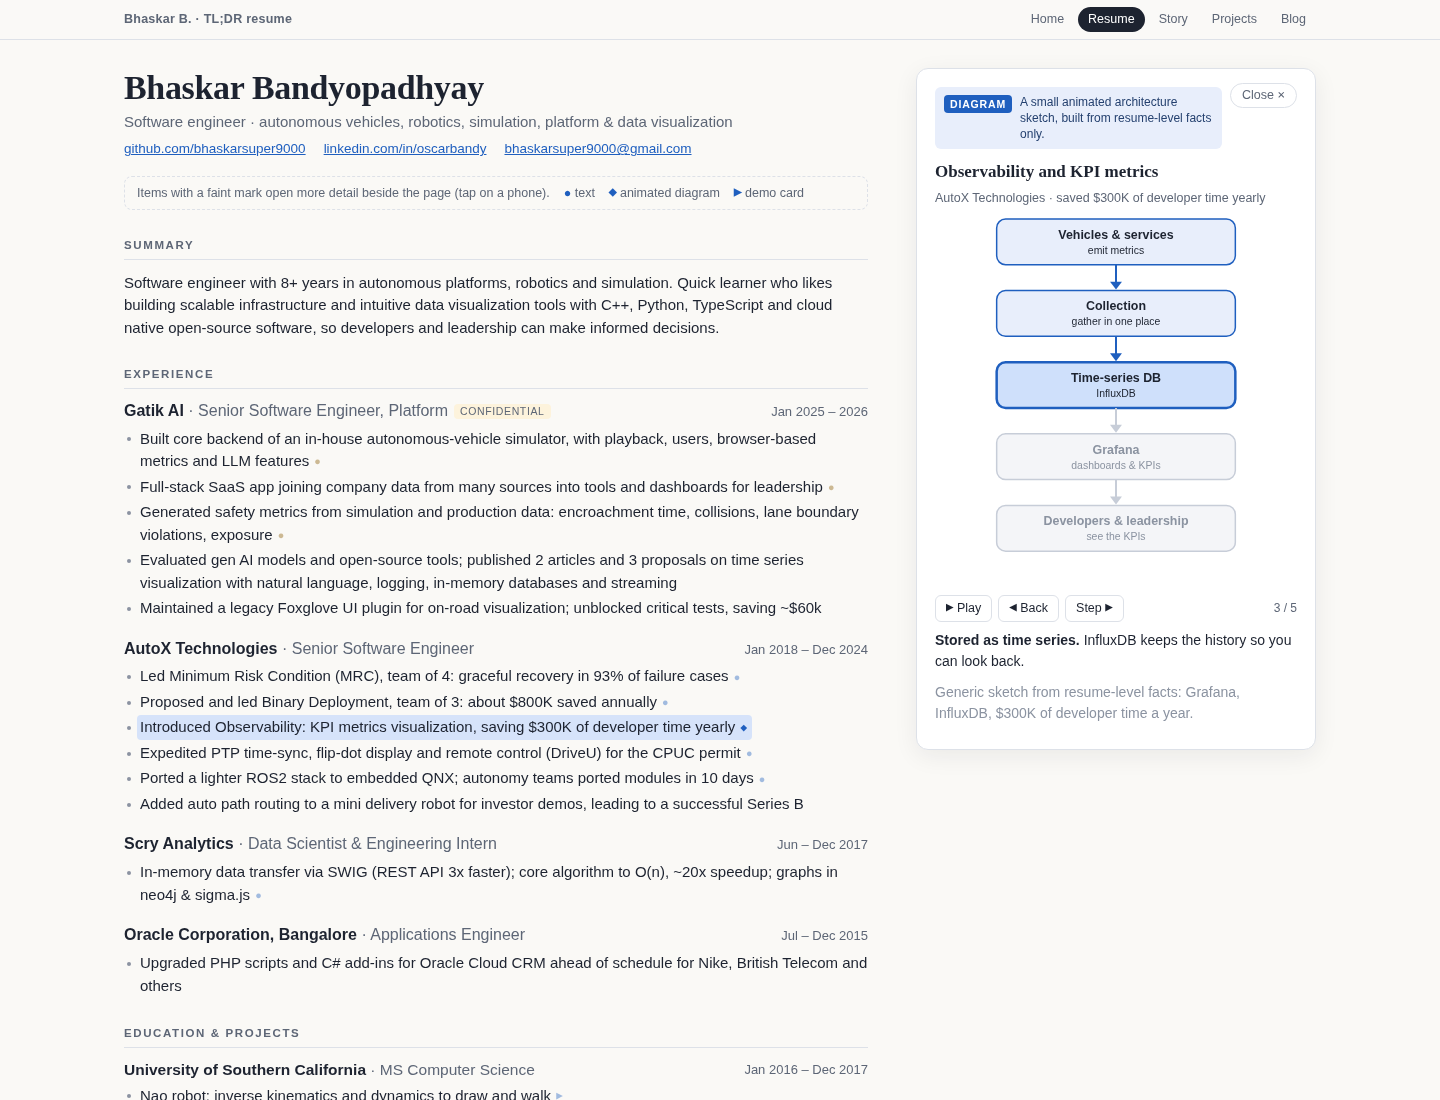 Bhaskar B. · TL;DR resume
Home
Resume
Story
Projects
Blog
Bhaskar Bandyopadhyay
Software engineer · autonomous vehicles, robotics, simulation, platform & data visualization
github.com/bhaskarsuper9000
linkedin.com/in/oscarbandy
bhaskarsuper9000@gmail.com
Items with a faint mark open more detail beside the page (tap on a phone). ● text ◆ animated diagram ▶ demo card
SUMMARY
Software engineer with 8+ years in autonomous platforms, robotics and simulation. Quick learner who likes
building scalable infrastructure and intuitive data visualization tools with C++, Python, TypeScript and cloud
native open-source software, so developers and leadership can make informed decisions.
EXPERIENCE
Gatik AI · Senior Software Engineer, Platform CONFIDENTIAL Jan 2025 – 2026
• Built core backend of an in-house autonomous-vehicle simulator, with playback, users, browser-based
metrics and LLM features ●
• Full-stack SaaS app joining company data from many sources into tools and dashboards for leadership ●
• Generated safety metrics from simulation and production data: encroachment time, collisions, lane boundary
violations, exposure ●
• Evaluated gen AI models and open-source tools; published 2 articles and 3 proposals on time series
visualization with natural language, logging, in-memory databases and streaming
• Maintained a legacy Foxglove UI plugin for on-road visualization; unblocked critical tests, saving ~$60k
AutoX Technologies · Senior Software Engineer Jan 2018 – Dec 2024
• Led Minimum Risk Condition (MRC), team of 4: graceful recovery in 93% of failure cases ●
• Proposed and led Binary Deployment, team of 3: about $800K saved annually ●
• Introduced Observability: KPI metrics visualization, saving $300K of developer time yearly ◆
• Expedited PTP time-sync, flip-dot display and remote control (DriveU) for the CPUC permit ●
• Ported a lighter ROS2 stack to embedded QNX; autonomy teams ported modules in 10 days ●
• Added auto path routing to a mini delivery robot for investor demos, leading to a successful Series B
Scry Analytics · Data Scientist & Engineering Intern Jun – Dec 2017
• In-memory data transfer via SWIG (REST API 3x faster); core algorithm to O(n), ~20x speedup; graphs in
neo4j & sigma.js ●
Oracle Corporation, Bangalore · Applications Engineer Jul – Dec 2015
• Upgraded PHP scripts and C# add-ins for Oracle Cloud CRM ahead of schedule for Nike, British Telecom and
others
EDUCATION & PROJECTS
University of Southern California · MS Computer Science Jan 2016 – Dec 2017
• Nao robot: inverse kinematics and dynamics to draw and walk ▶
DIAGRAM
A small animated architecture
sketch, built from resume-level facts
only.
Close ×
Observability and KPI metrics
AutoX Technologies · saved $300K of developer time yearly
Vehicles & services
emit metrics
Collection
gather in one place
Time-series DB
InfluxDB
Grafana
dashboards & KPIs
Developers & leadership
see the KPIs
▶ Play
◀ Back
Step ▶
3 / 5
Stored as time series. InfluxDB keeps the history so you
can look back.
Generic sketch from resume-level facts: Grafana,
InfluxDB, $300K of developer time a year.